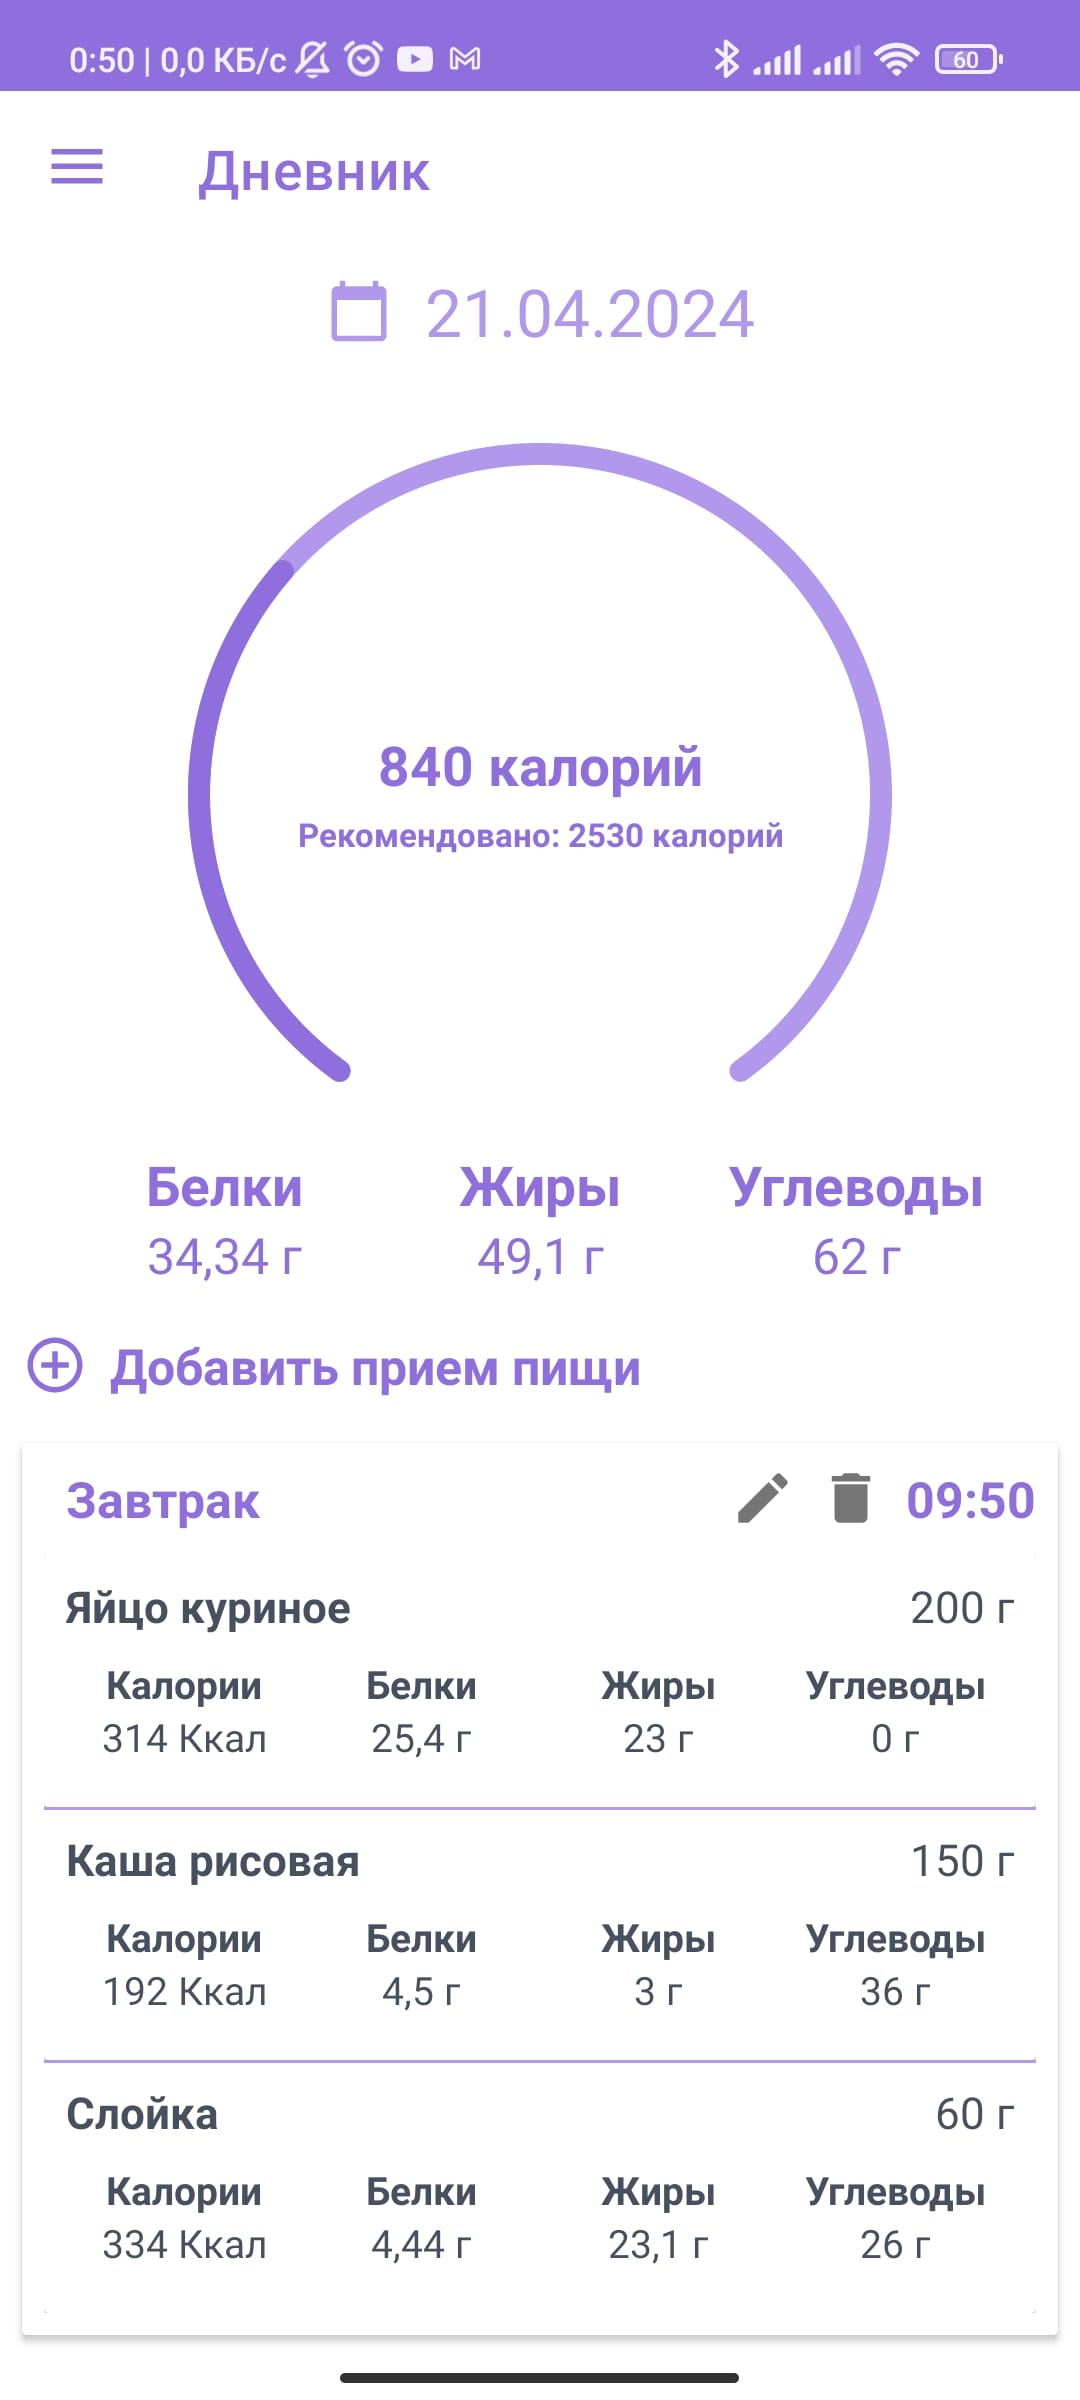 0:50 | 0,0 КБ/с 60
Дневник
21.04.2024
840 калорий
Рекомендовано: 2530 калорий
Белки Жиры Углеводы
34,34 г 49,1 г 62 г
Добавить прием пищи
Завтрак 09:50
Яйцо куриное 200 г
Калории Белки Жиры Углеводы
314 Ккал 25,4 г 23 г 0 г
Каша рисовая 150 г
Калории Белки Жиры Углеводы
192 Ккал 4,5 г 3 г 36 г
Слойка 60 г
Калории Белки Жиры Углеводы
334 Ккал 4,44 г 23,1 г 26 г